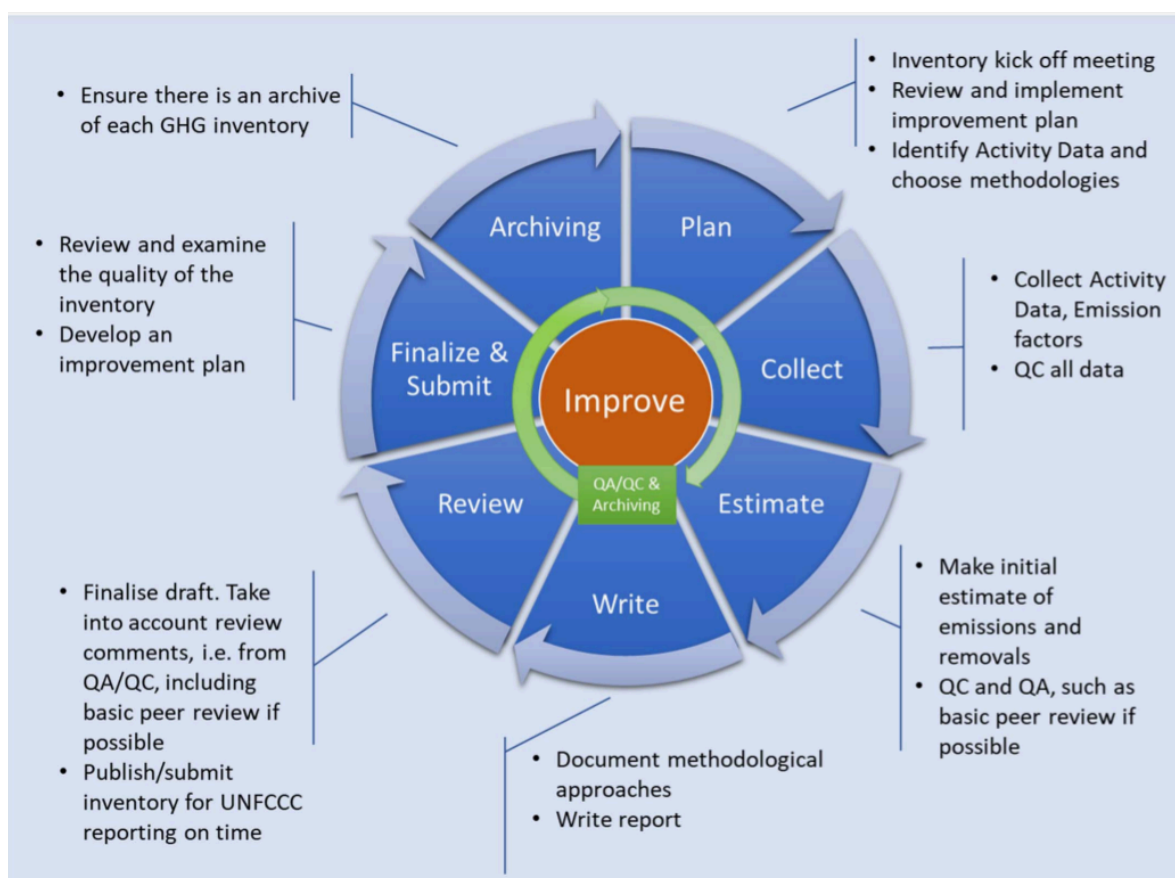 • Ensure there is an archive
of each GHG inventory
• Inventory kick off meeting
• Review and implement
improvement plan
• Identify Activity Data and
choose methodologies
Archiving
Plan
• Review and examine
the quality of the
inventory
• Develop an
improvement plan
• Collect Activity
Data, Emission
factors
• QC all data
Finalize &
Submit
Collect
Improve
QA/QC &
Archiving
Review
Estimate
Write
• Finalise draft. Take
into account review
comments, i.e. from
QA/QC, including
basic peer review if
possible
• Publish/submit
inventory for UNFCCC
reporting on time
• Make initial
estimate of
emissions and
removals
• QC and QA, such as
basic peer review if
possible
• Document methodological
approaches
• Write report